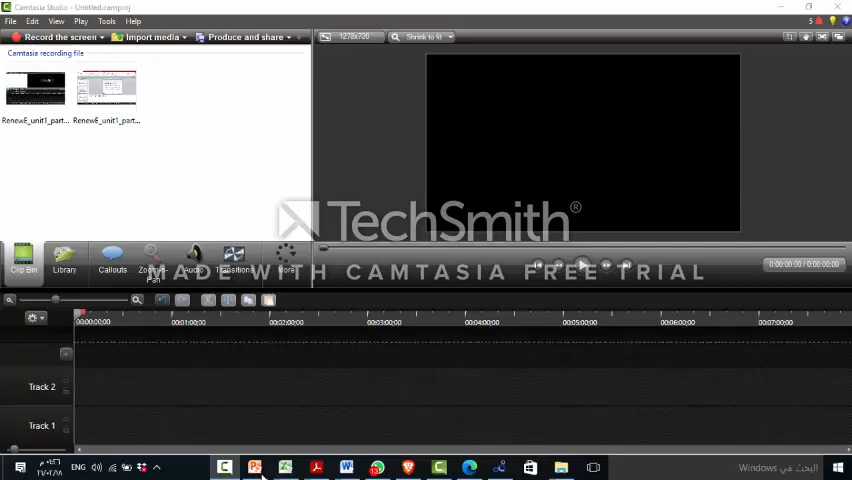 Camtasia Studio - Untitled.camproj
File Edit View Play Tools Help
5
Record the screen Import media Produce and share
1278x720 Shrink to fit
Camtasia recording file
RenewE_unit1_part... RenewE_unit1_part...
TechSmith®
MADE WITH CAMTASIA FREE TRIAL
Clip Bin Library Callouts Zoom-n-Pan Audio Transitions More
0:00:00;00 / 0:00:00;00
00:00:00;00 00:01:00;00 00:02:00;00 00:03:00;00 00:04:00;00 00:05:00;00 00:06:00;00 00:07:00;00
Track 2
Track 1
ENG
13
البحث في Windows